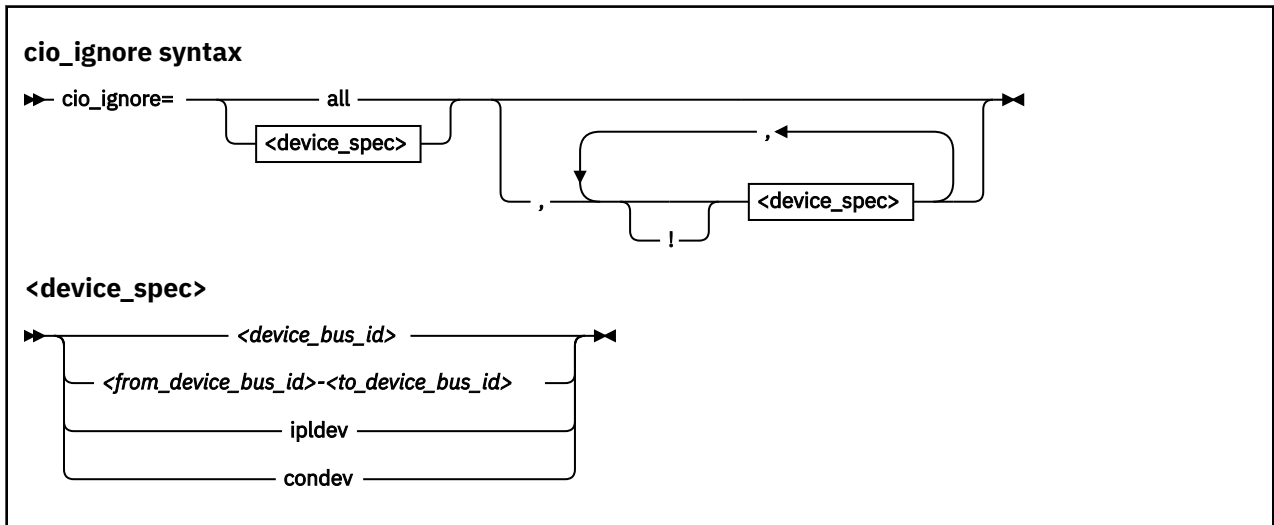 cio_ignore syntax
cio_ignore= all
<device_spec>
,
, <device_spec>
!
<device_spec>
<device_bus_id>
<from_device_bus_id>-<to_device_bus_id>
ipldev
condev